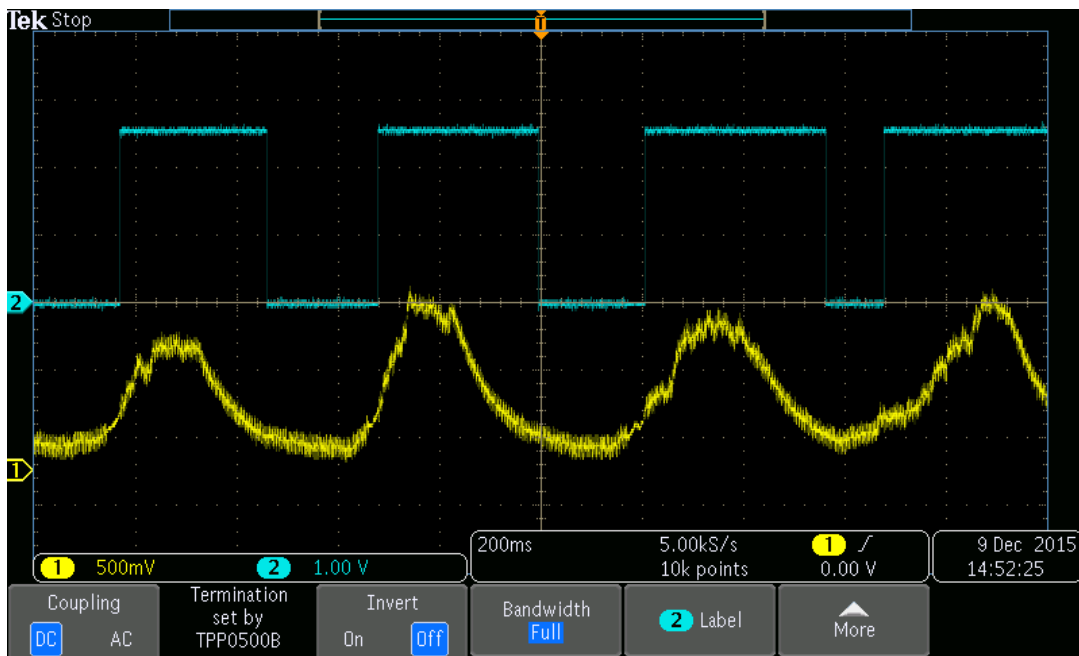 Tek Stop
T
2
1
1 500mV 2 1.00 V
200ms 5.00kS/s 1 0.00 V
10k points
9 Dec 2015
14:52:25
Coupling
DC AC
Termination
set by
TPP0500B
Invert
On Off
Bandwidth
Full
2 Label
More